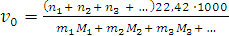 v₀ = (n₁ + n₂ + n₃ + ...)22,42 ·1000
m₁M₁ + m₂M₂ + m₃M₃ + ...